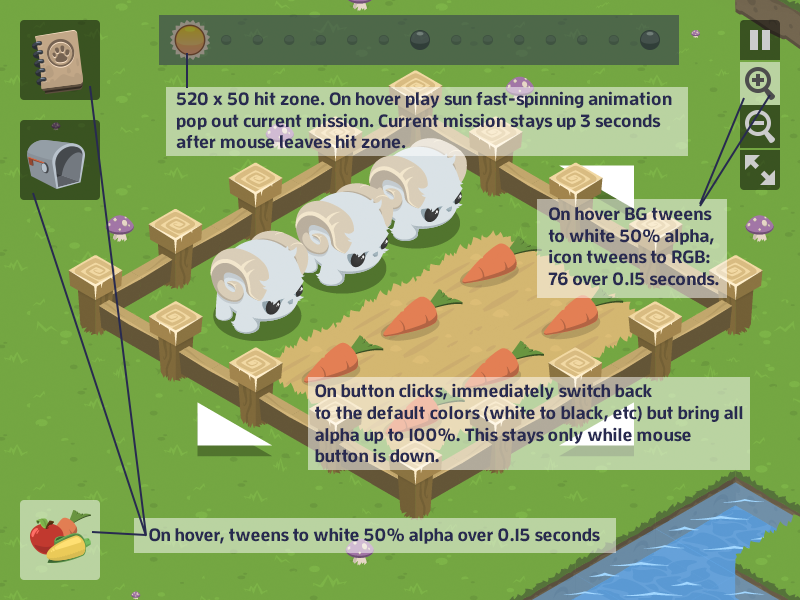 520 x 50 hit zone. On hover play sun fast-spinning animation
pop out current mission. Current mission stays up 3 seconds
after mouse leaves hit zone.
On hover BG tweens
to white 50% alpha,
icon tweens to RGB:
76 over 0.15 seconds.
On button clicks, immediately switch back
to the default colors (white to black, etc) but bring all
alpha up to 100%. This stays only while mouse
button is down.
On hover, tweens to white 50% alpha over 0.15 seconds